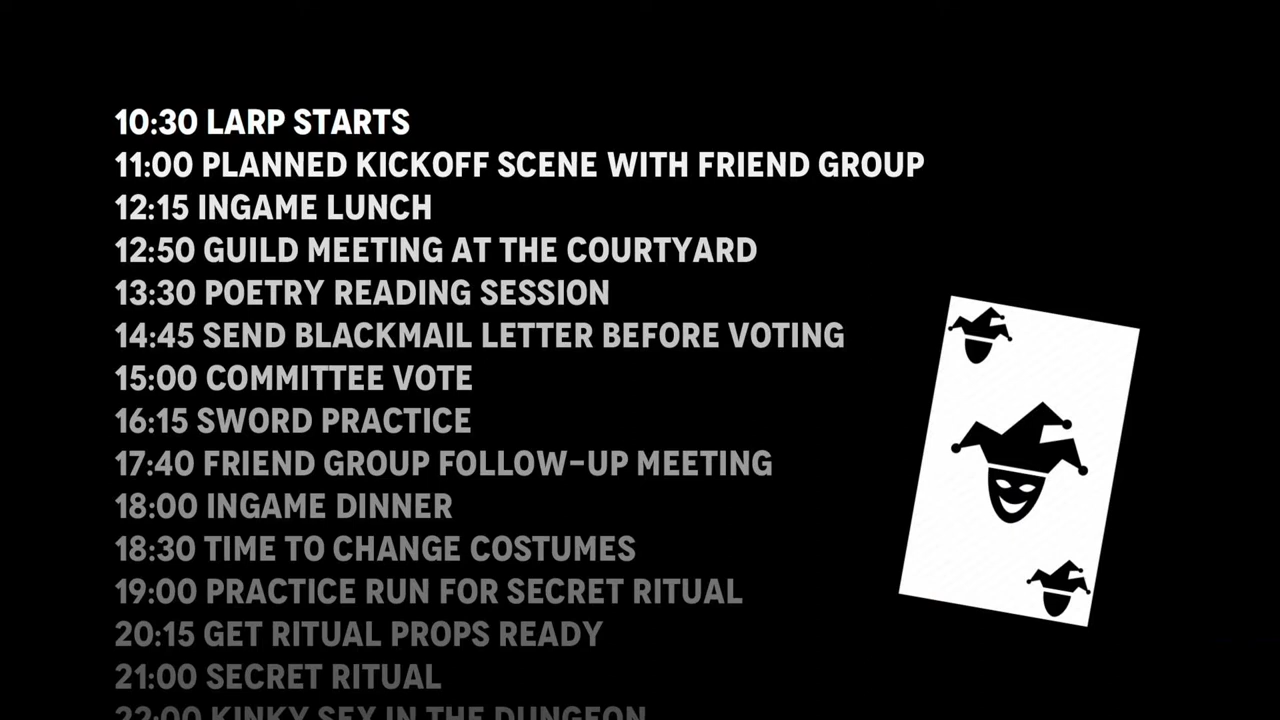 10:30 LARP STARTS
11:00 PLANNED KICKOFF SCENE WITH FRIEND GROUP
12:15 INGAME LUNCH
12:50 GUILD MEETING AT THE COURTYARD
13:30 POETRY READING SESSION
14:45 SEND BLACKMAIL LETTER BEFORE VOTING
15:00 COMMITTEE VOTE
16:15 SWORD PRACTICE
17:40 FRIEND GROUP FOLLOW-UP MEETING
18:00 INGAME DINNER
18:30 TIME TO CHANGE COSTUMES
19:00 PRACTICE RUN FOR SECRET RITUAL
20:15 GET RITUAL PROPS READY
21:00 SECRET RITUAL
22:00 KINKY SEX IN THE DUNGEON